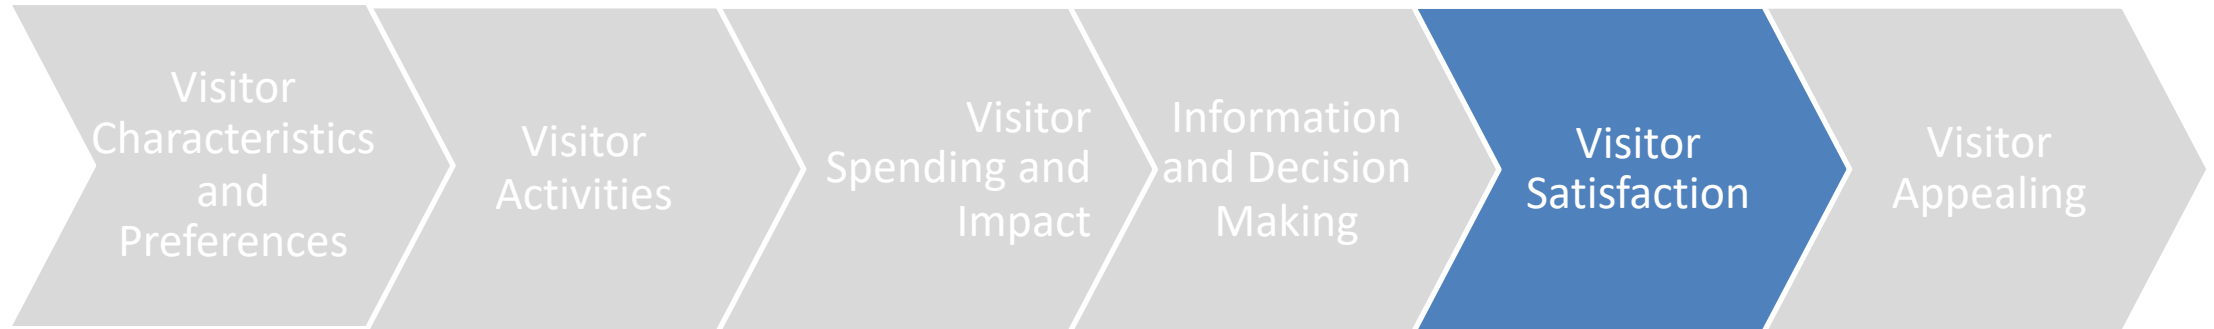 Visitor
Characteristics
and
Preferences
Visitor
Activities
Visitor
Spending and
Impact
Information
and Decision
Making
Visitor
Satisfaction
Visitor
Appealing